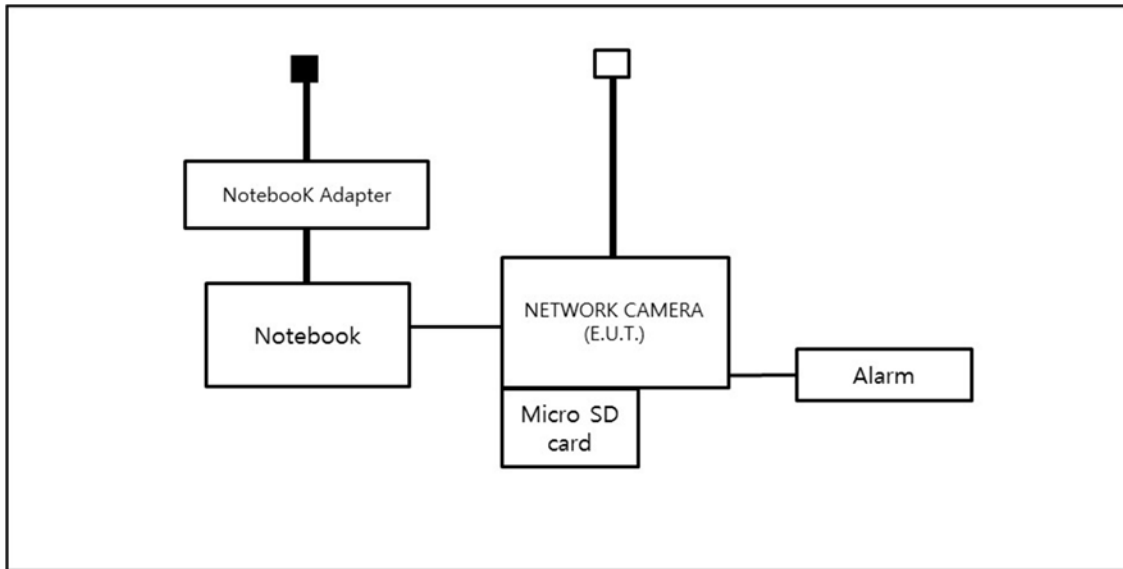 NotebooK Adapter
Notebook
NETWORK CAMERA
(E.U.T.)
Alarm
Micro SD
card